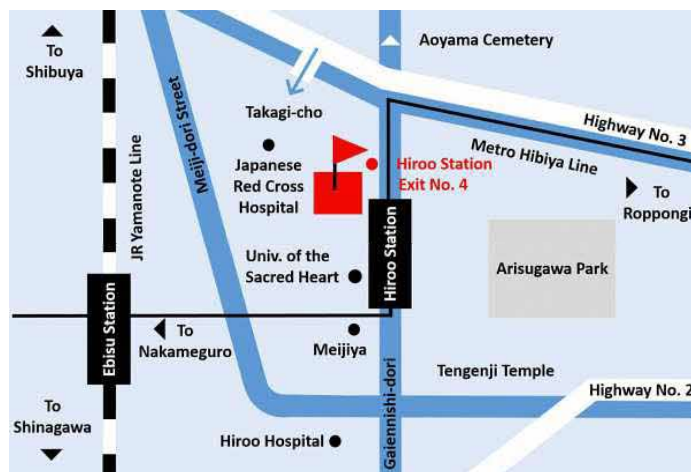 To
Shibuya
Aoyama Cemetery
Takagi-cho
Highway No. 3
Meiji-dori Street
JR Yamanote Line
Metro Hibiya Line
Japanese
Red Cross
Hospital
Hiroo Station
Exit No. 4
To
Roppongi
Hiroo Station
Univ. of the
Sacred Heart
Arisugawa Park
Ebisu Station
To
Nakameguro
Meijiya
Gaiennishi-dori
Tengenji Temple
Highway No. 2
To
Shinagawa
Hiroo Hospital